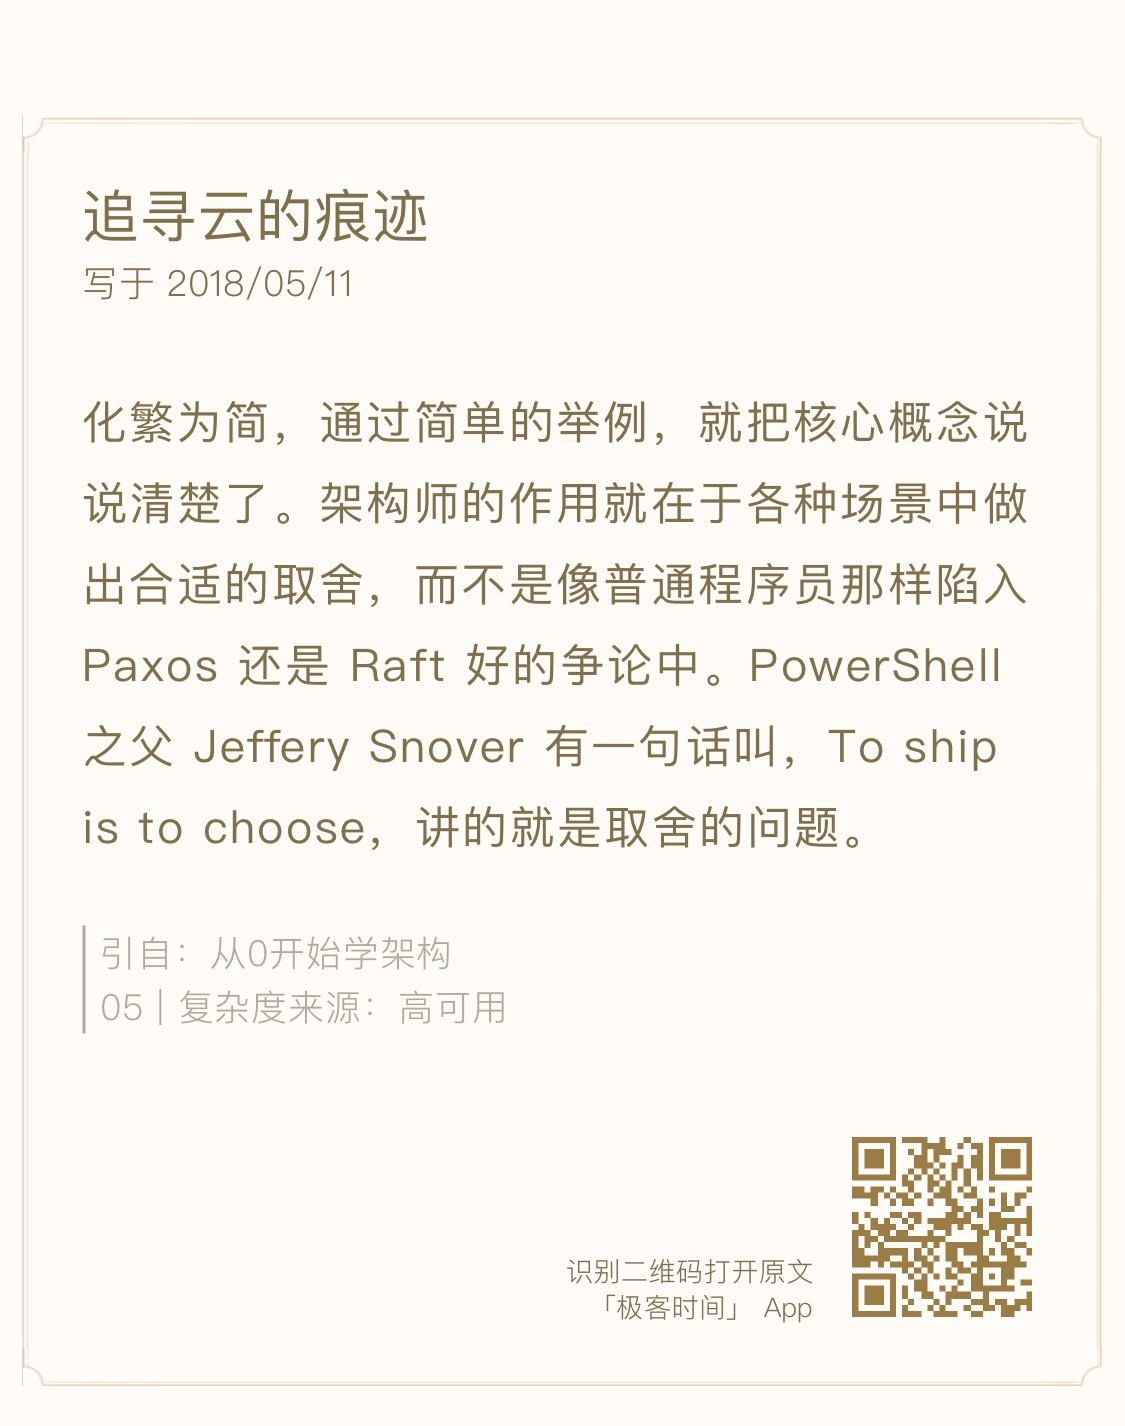 追寻云的痕迹
写于 2018/05/11
化繁为简，通过简单的举例，就把核心概念说
说清楚了。架构师的作用就在于各种场景中做
出合适的取舍，而不是像普通程序员那样陷入
Paxos 还是 Raft 好的争论中。PowerShell
之父 Jeffery Snover 有一句话叫，To ship
is to choose，讲的就是取舍的问题。
引自：从0开始学架构
05 | 复杂度来源：高可用
识别二维码打开原文
「极客时间」 App